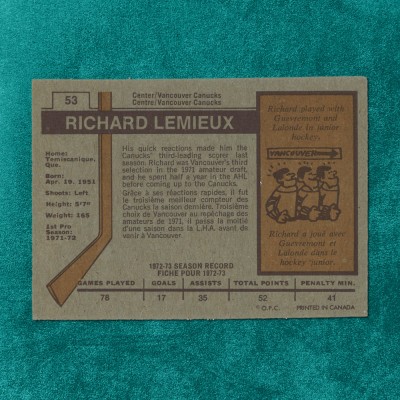 53
Center/Vancouver Canucks
Centre/Vancouver Canucks
RICHARD LEMIEUX
Home:
Temiscamingue,
Que.
Born:
Apr. 19, 1951
Shoots: Left
Height: 5'7"
Weight: 165
1st Pro
Season:
1971-72
His quick reactions made him the
Canucks' third-leading scorer last
season. Richard was Vancouver's third
selection in the 1971 amateur draft,
and he spent half a year in the AHL
before coming up to the Canucks.
Grâce à ses réactions rapides, il fut
le troisième meilleur compteur des
Canucks la saison dernière. Troisième
choix de Vancouver au repêchage des
amateurs de 1971, il passa la moitié
d'une saison dans la L.H.A. avant de
venir à Vancouver.
Richard played with
Guevremont and
Lalonde in junior
hockey.
VANCOUVER
Richard a joué avec
Guevremont et
Lalonde dans le
hockey junior.
1972-73 SEASON RECORD
FICHE POUR 1972-73
GAMES PLAYED GOALS ASSISTS TOTAL POINTS PENALTY MIN.
78 17 35 52 41
© O.P.C. PRINTED IN CANADA